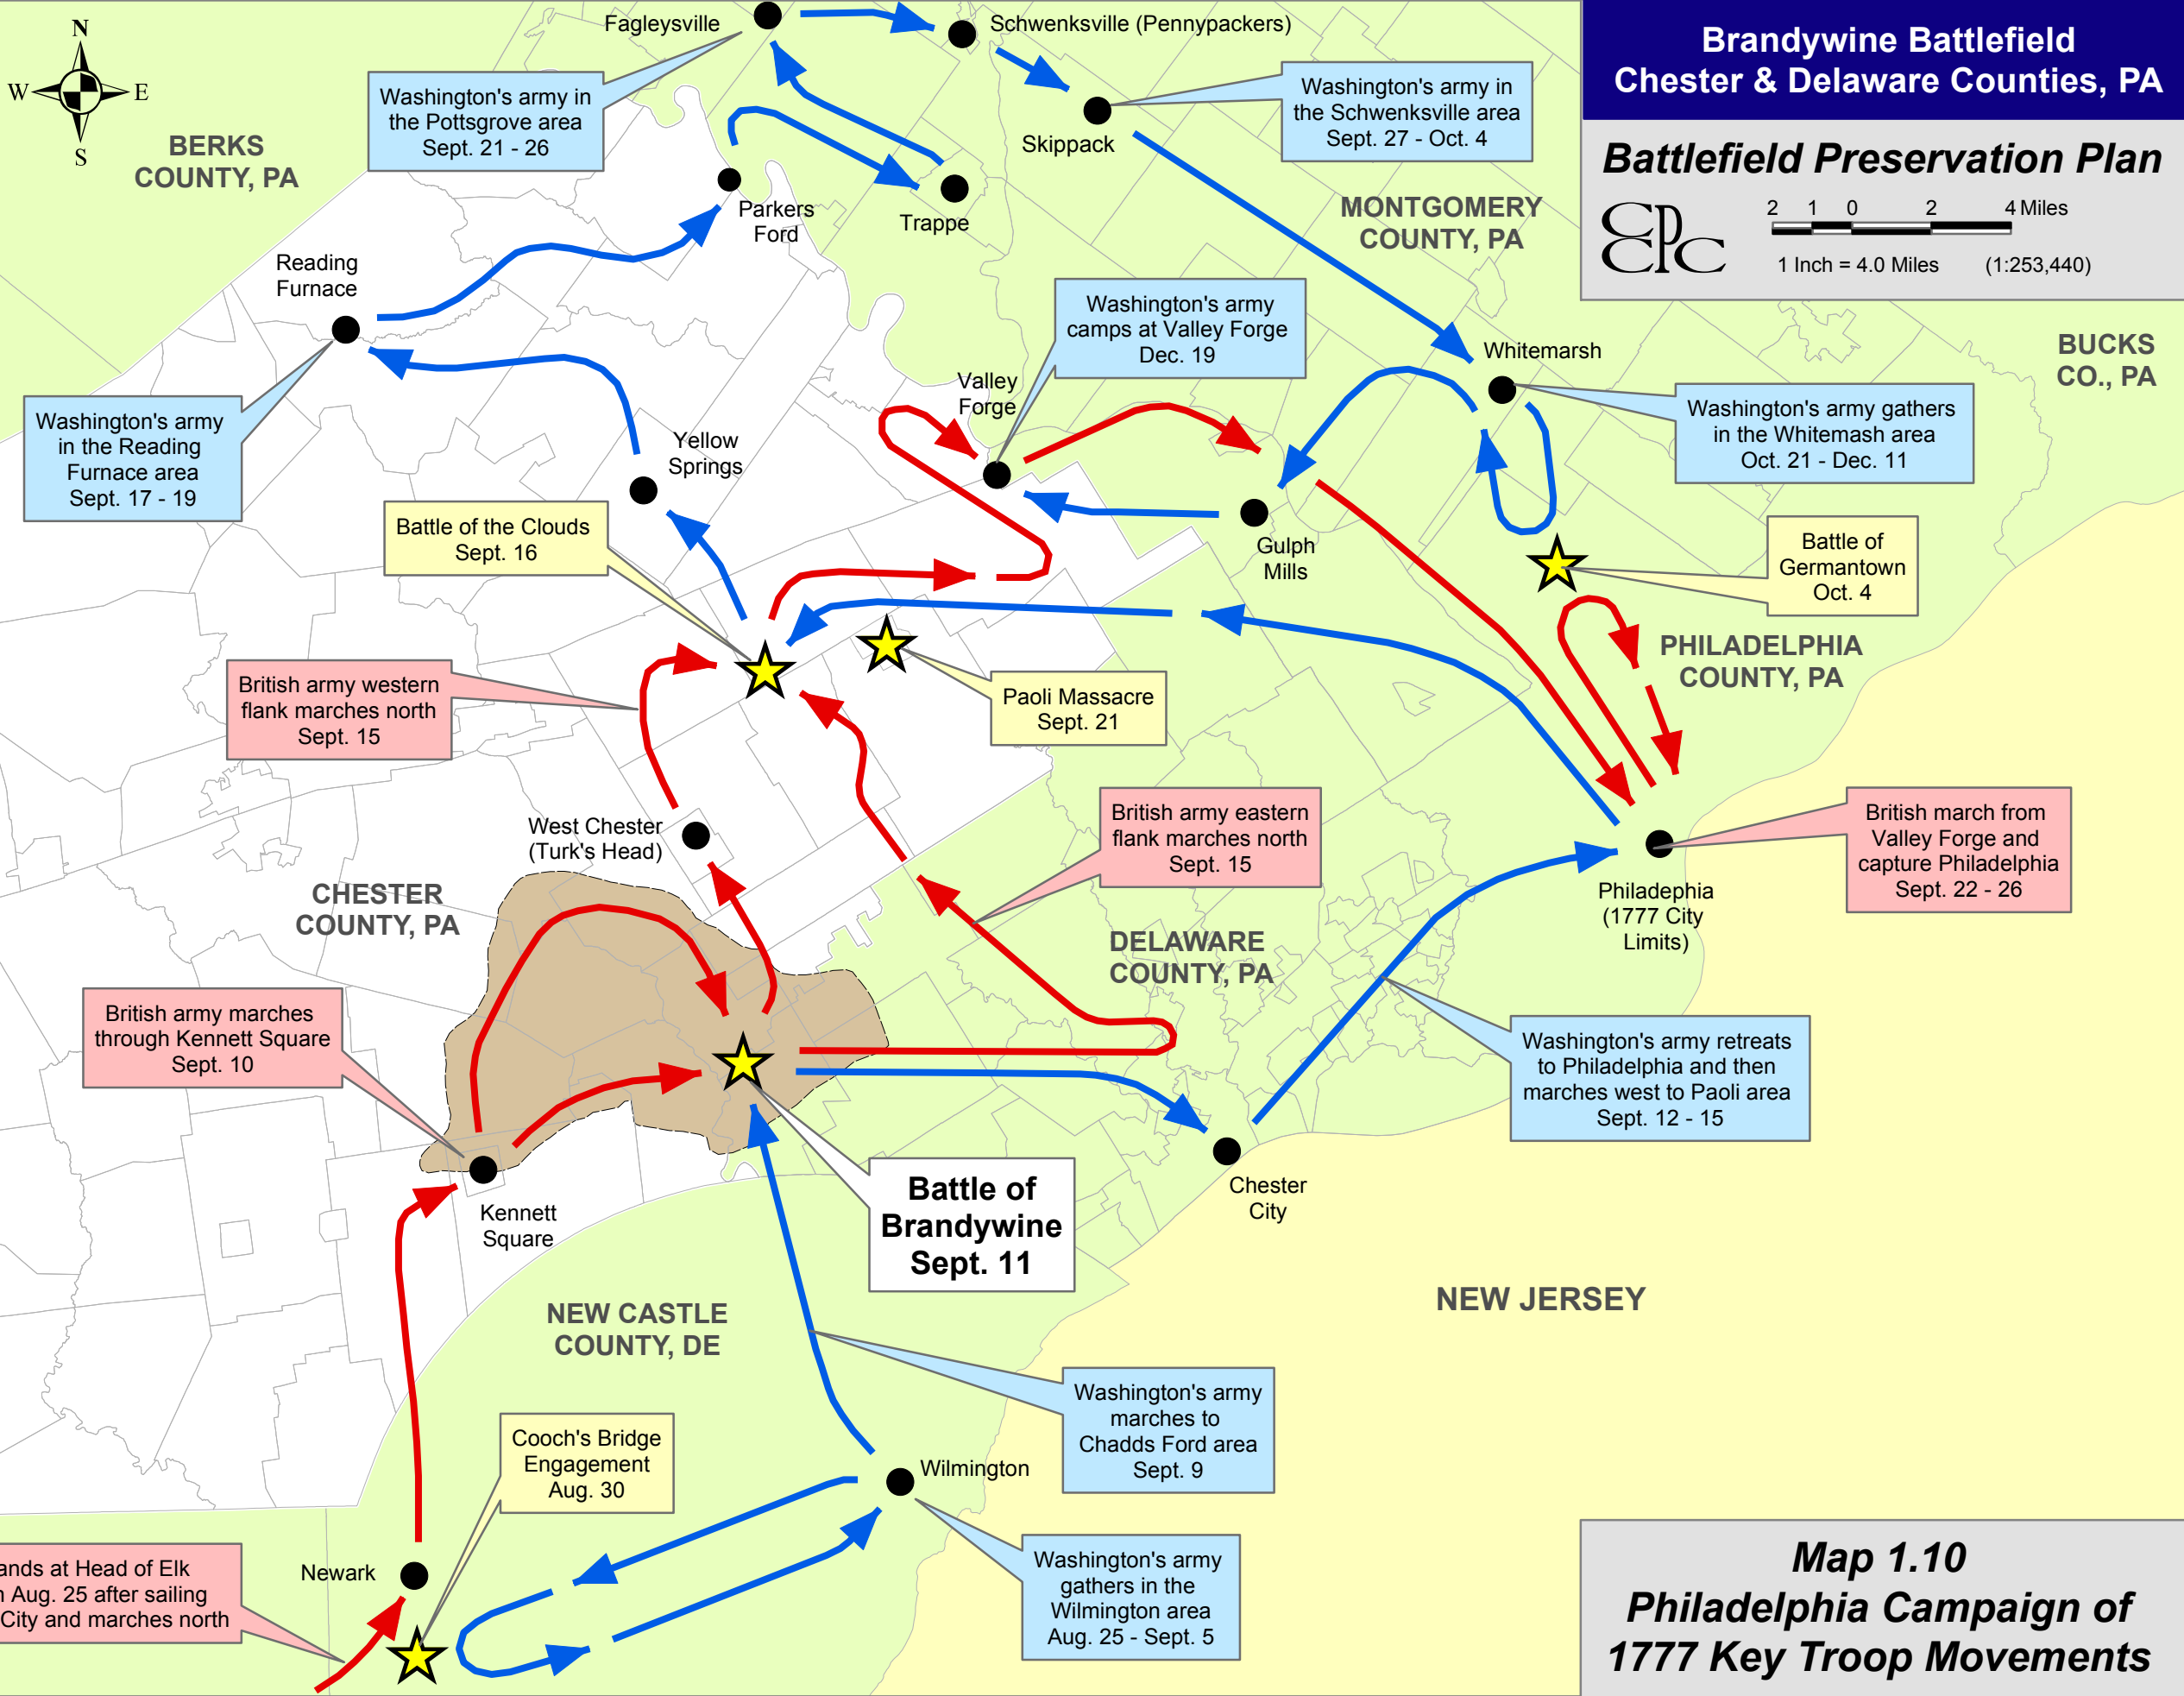 Brandywine Battlefield
Chester & Delaware Counties, PA
Battlefield Preservation Plan
2 1 0 2 4 Miles
1 Inch = 4.0 Miles (1:253,440)
CCPC
N
W E
S
Fagleysville
Schwenksville (Pennypackers)
Washington's army in
the Pottsgrove area
Sept. 21 - 26
Washington's army in
the Schwenksville area
Sept. 27 - Oct. 4
Skippack
BERKS
COUNTY, PA
Parkers
Ford
Trappe
MONTGOMERY
COUNTY, PA
Reading
Furnace
Washington's army
camps at Valley Forge
Dec. 19
Whitemarsh
BUCKS
CO., PA
Valley
Forge
Washington's army
in the Reading
Furnace area
Sept. 17 - 19
Washington's army gathers
in the Whitemash area
Oct. 21 - Dec. 11
Yellow
Springs
Battle of the Clouds
Sept. 16
Gulph
Mills
Battle of
Germantown
Oct. 4
PHILADELPHIA
COUNTY, PA
British army western
flank marches north
Sept. 15
Paoli Massacre
Sept. 21
West Chester
(Turk's Head)
British army eastern
flank marches north
Sept. 15
British march from
Valley Forge and
capture Philadelphia
Sept. 22 - 26
Philadephia
(1777 City
Limits)
CHESTER
COUNTY, PA
DELAWARE
COUNTY, PA
British army marches
through Kennett Square
Sept. 10
Washington's army retreats
to Philadelphia and then
marches west to Paoli area
Sept. 12 - 15
Kennett
Square
Battle of
Brandywine
Sept. 11
Chester
City
NEW CASTLE
COUNTY, DE
NEW JERSEY
Washington's army
marches to
Chadds Ford area
Sept. 9
Cooch's Bridge
Engagement
Aug. 30
Wilmington
Washington's army
gathers in the
Wilmington area
Aug. 25 - Sept. 5
Newark
ands at Head of Elk
Aug. 25 after sailing
City and marches north
Map 1.10
Philadelphia Campaign of
1777 Key Troop Movements